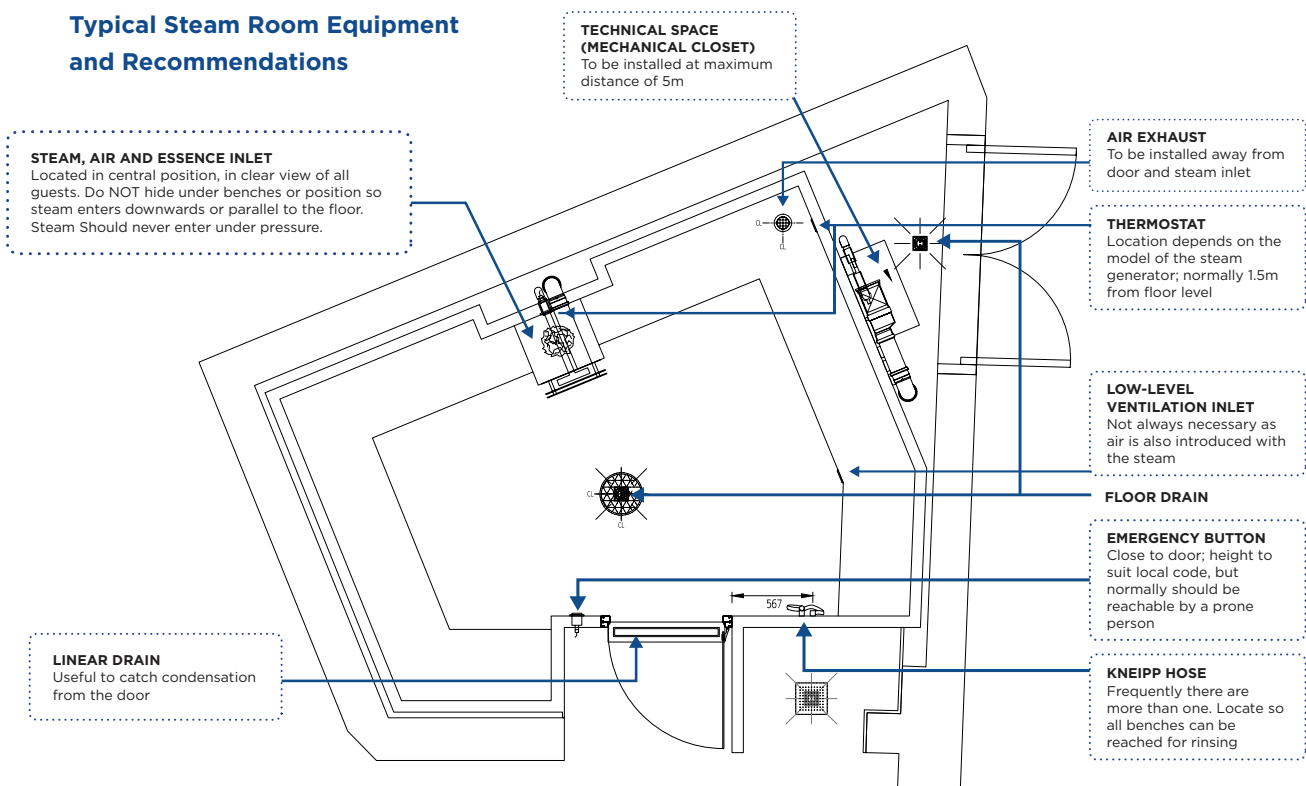 Typical Steam Room Equipment
and Recommendations
TECHNICAL SPACE
(MECHANICAL CLOSET)
To be installed at maximum
distance of 5m
STEAM, AIR AND ESSENCE INLET
Located in central position, in clear view of all
guests. Do NOT hide under benches or position so
steam enters downwards or parallel to the floor.
Steam Should never enter under pressure.
AIR EXHAUST
To be installed away from
door and steam inlet
THERMOSTAT
Location depends on the
model of the steam
generator; normally 1.5m
from floor level
LOW-LEVEL
VENTILATION INLET
Not always necessary as
air is also introduced with
the steam
FLOOR DRAIN
EMERGENCY BUTTON
Close to door; height to
suit local code, but
normally should be
reachable by a prone
person
KNEIPP HOSE
Frequently there are
more than one. Locate so
all benches can be
reached for rinsing
LINEAR DRAIN
Useful to catch condensation
from the door
CL
CL
CL
CL
567